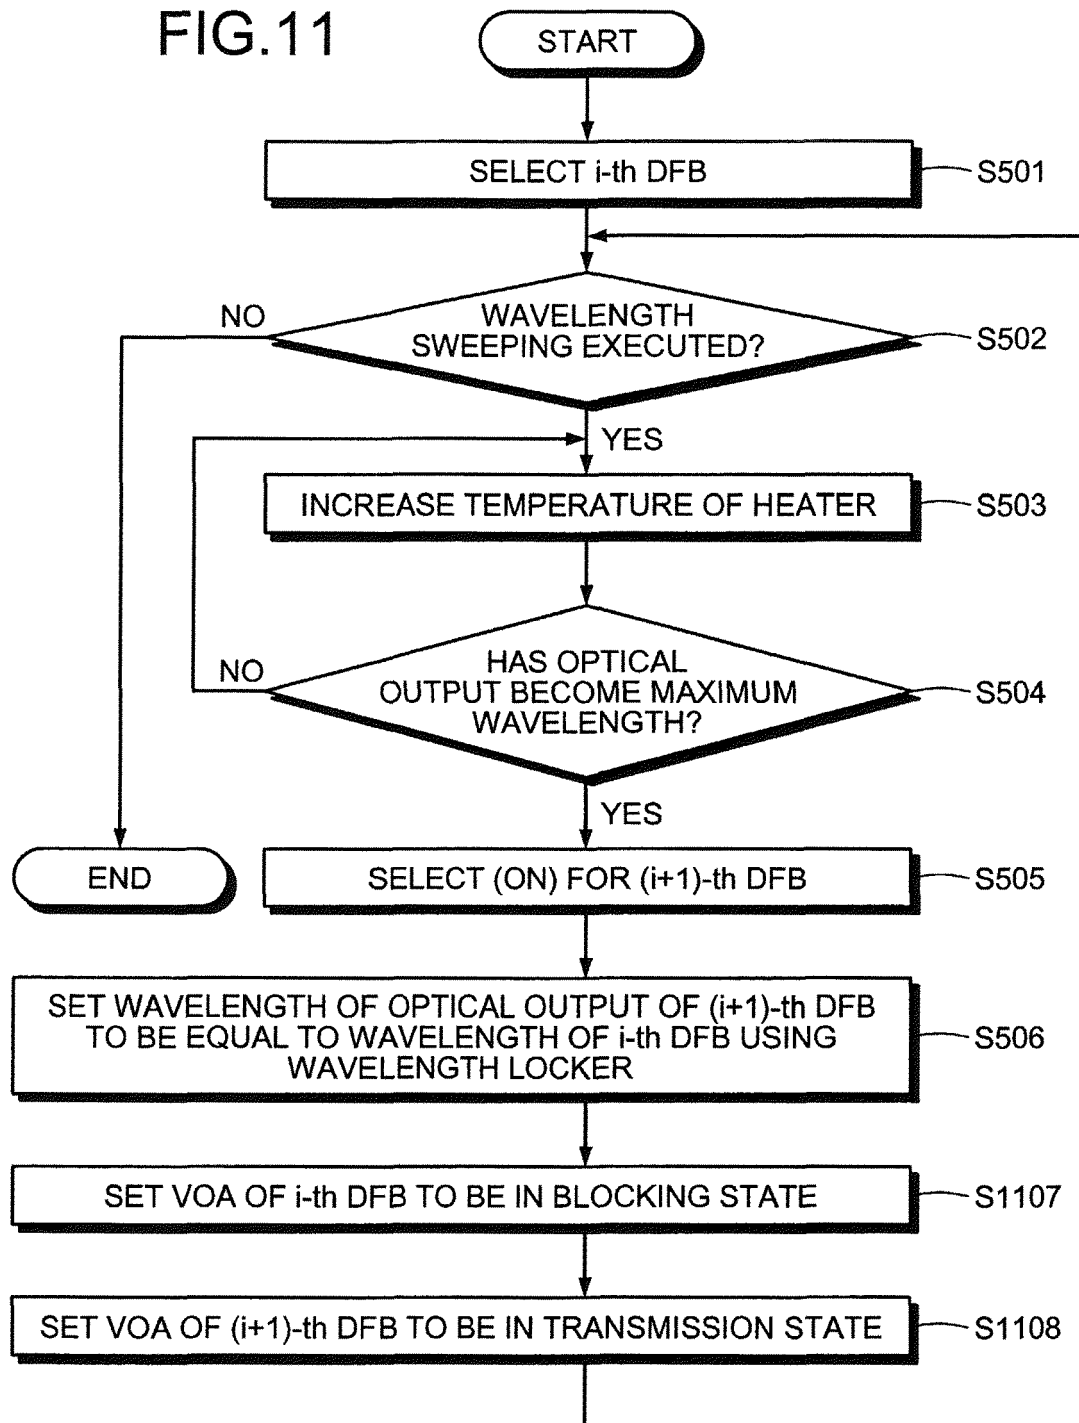 FIG.11
START
SELECT i-th DFB
S501
WAVELENGTH
SWEEPING EXECUTED?
S502
NO
YES
INCREASE TEMPERATURE OF HEATER
S503
HAS OPTICAL
OUTPUT BECOME MAXIMUM
WAVELENGTH?
S504
NO
YES
END
SELECT (ON) FOR (i+1)-th DFB
S505
SET WAVELENGTH OF OPTICAL OUTPUT OF (i+1)-th DFB
TO BE EQUAL TO WAVELENGTH OF i-th DFB USING
WAVELENGTH LOCKER
S506
SET VOA OF i-th DFB TO BE IN BLOCKING STATE
S1107
SET VOA OF (i+1)-th DFB TO BE IN TRANSMISSION STATE
S1108